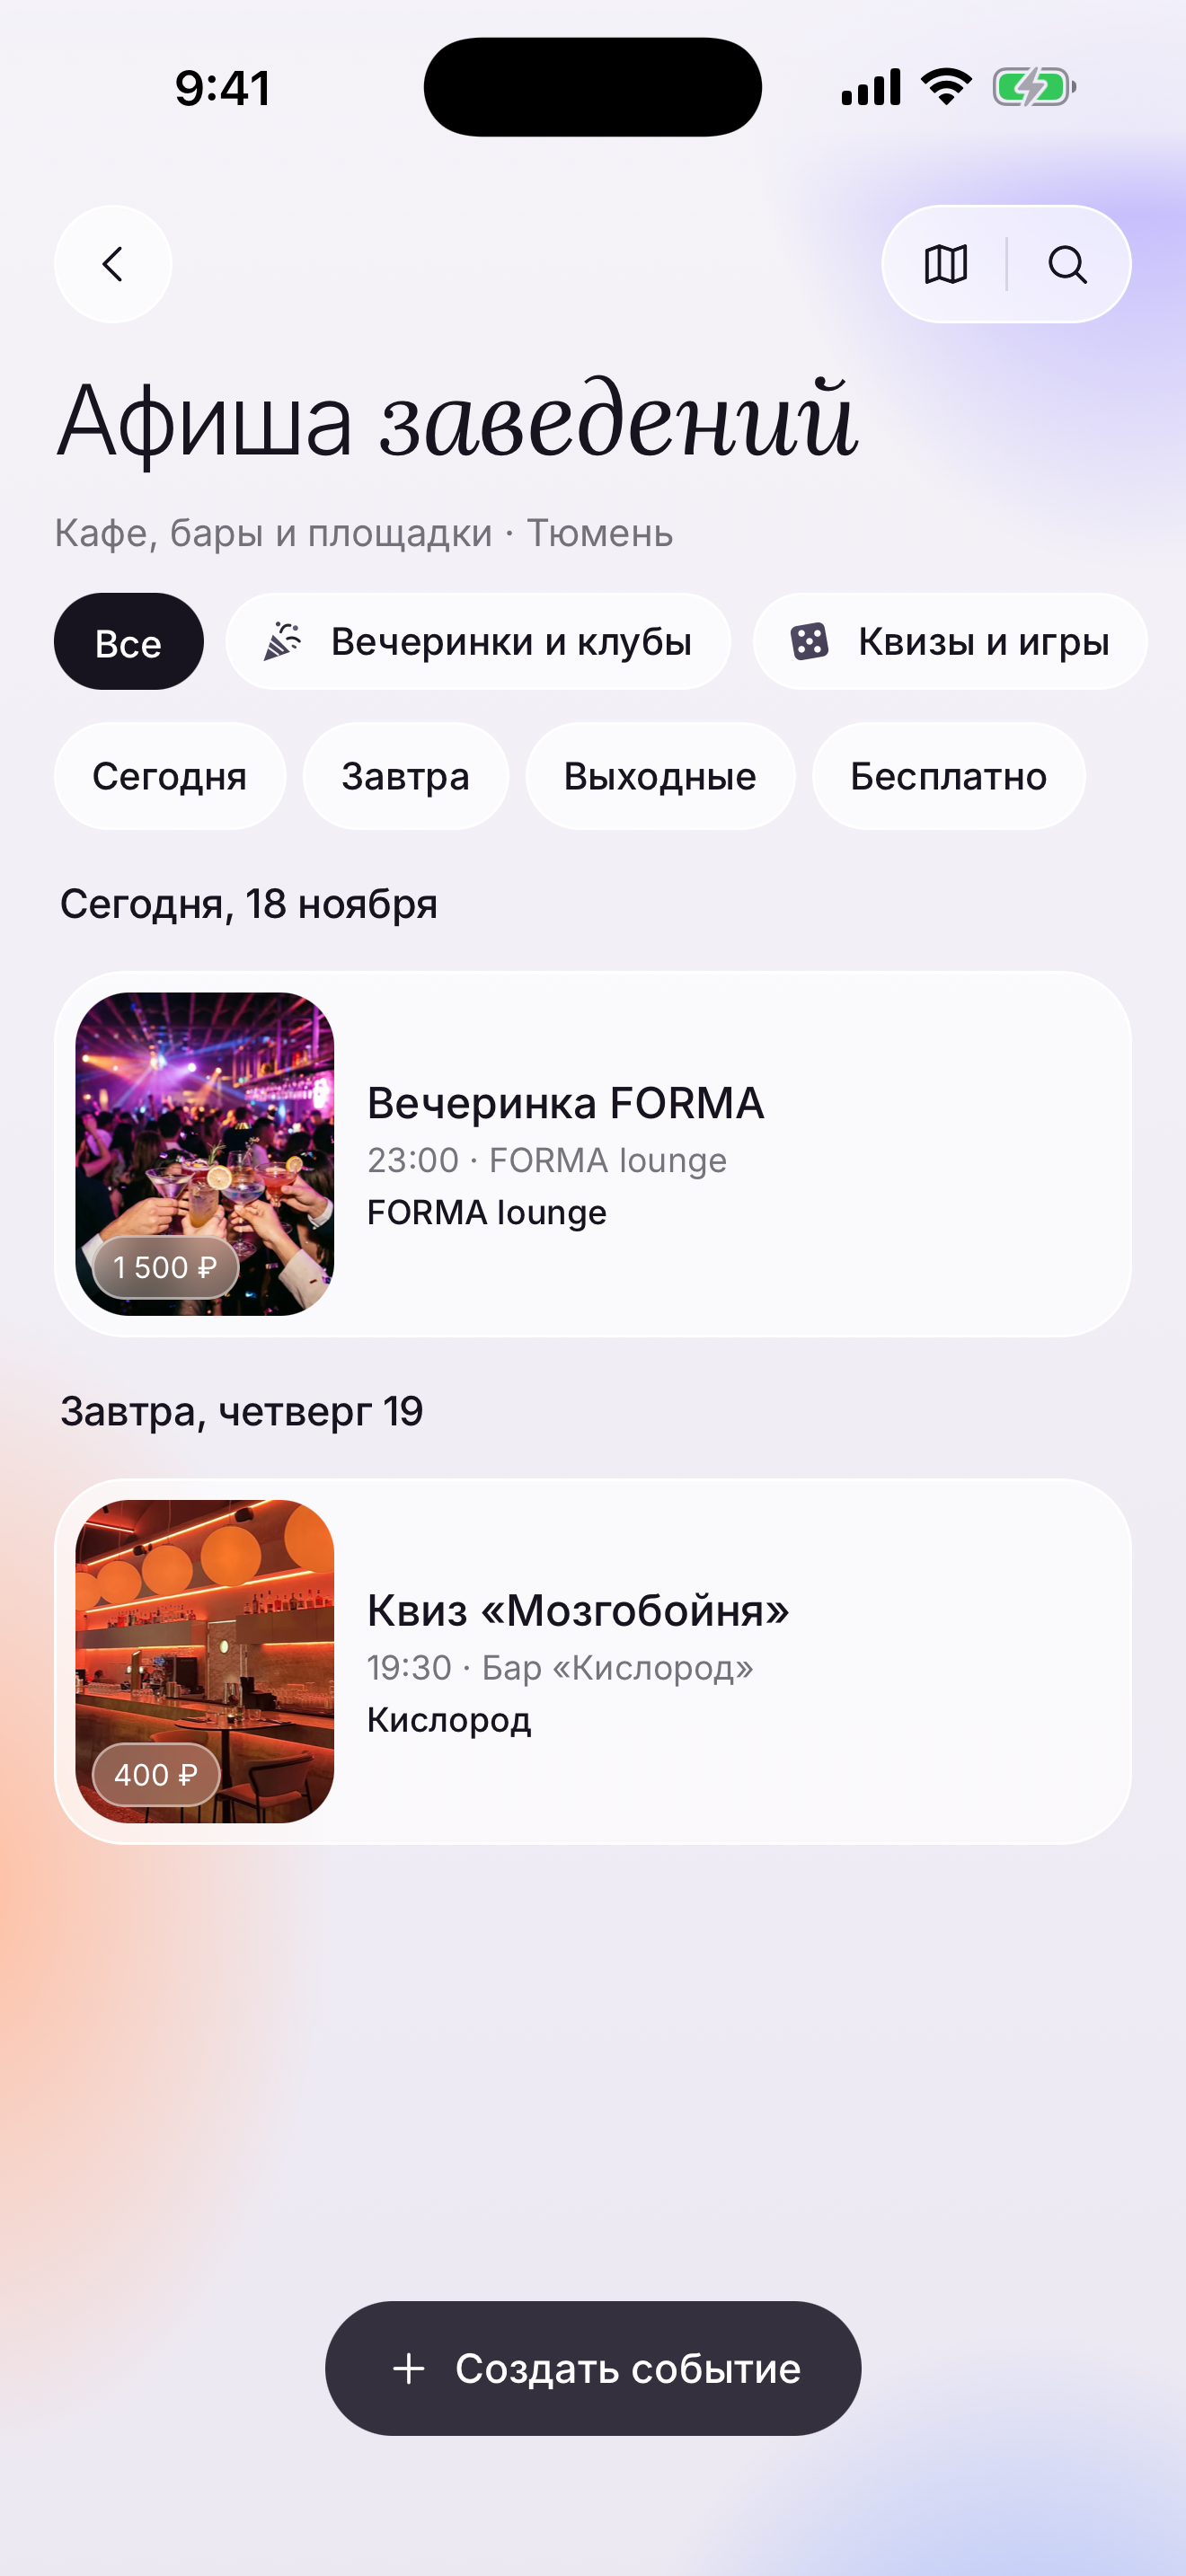 9:41
Афиша заведений
Кафе, бары и площадки · Тюмень
Все
Вечеринки и клубы
Квизы и игры
Сегодня
Завтра
Выходные
Бесплатно
Сегодня, 18 ноября
Вечеринка FORMA
23:00 · FORMA lounge
FORMA lounge
1 500 ₽
Завтра, четверг 19
Квиз «Мозгобойня»
19:30 · Бар «Кислород»
Кислород
400 ₽
Создать событие